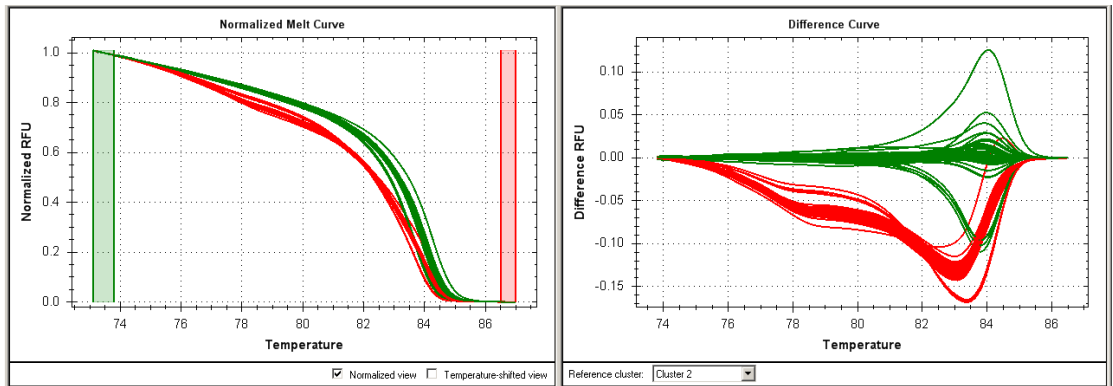 Normalized Melt Curve
Normalized RFU
1.0
0.8
0.6
0.4
0.2
0.0
74 76 78 80 82 84 86
Temperature
Normalized view Temperature-shifted view
Difference Curve
Difference RFU
0.10
0.05
0.00
-0.05
-0.10
-0.15
74 76 78 80 82 84 86
Temperature
Reference cluster: Cluster 2